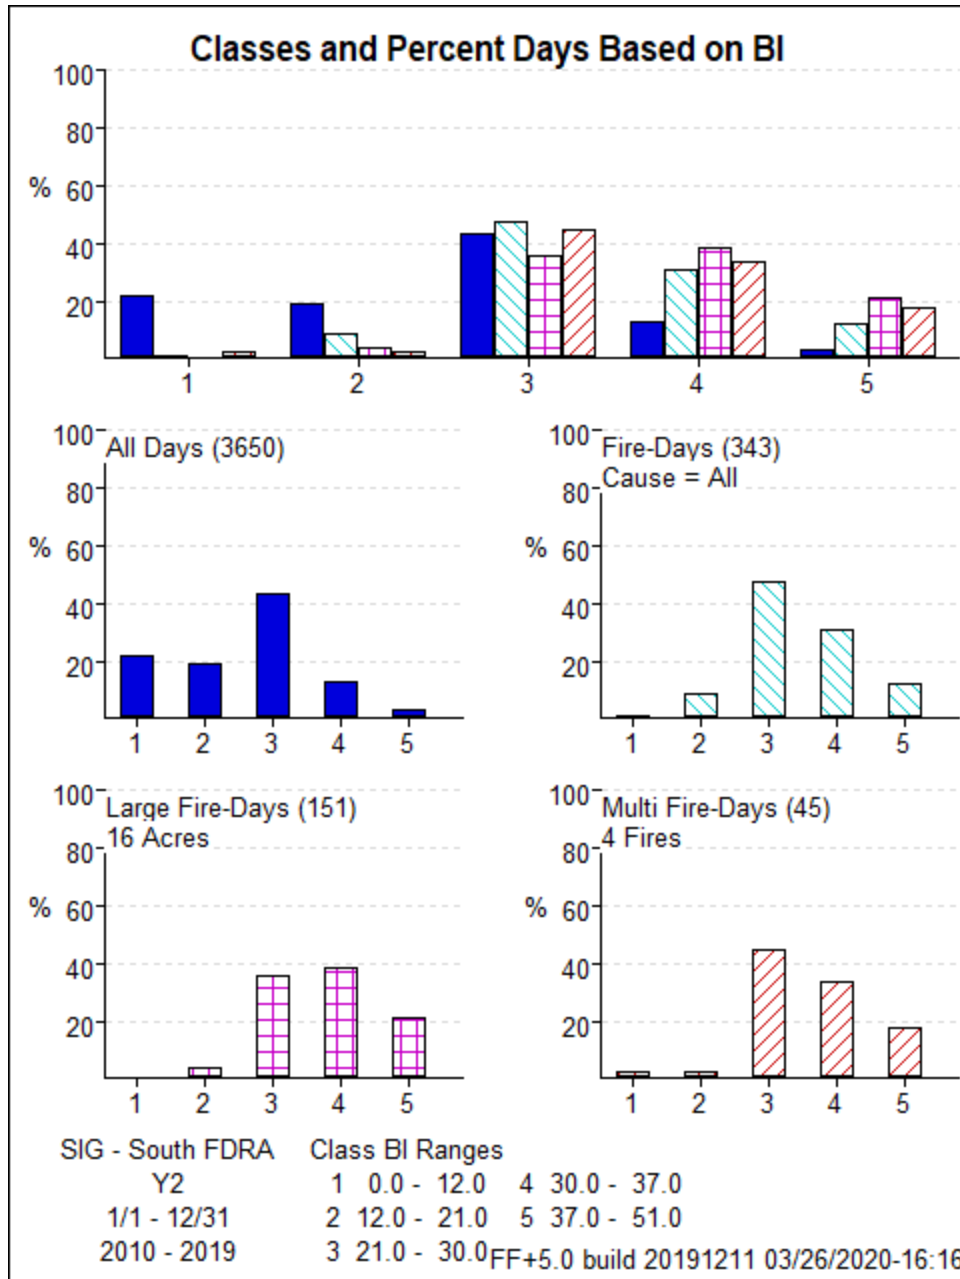 Classes and Percent Days Based on BI
100
80
% 60
40
20
1 2 3 4 5
100 All Days (3650)
80
% 60
40
20
1 2 3 4 5
100 Fire-Days (343)
Cause = All
80
% 60
40
20
1 2 3 4 5
100 Large Fire-Days (151)
16 Acres
80
% 60
40
20
1 2 3 4 5
100 Multi Fire-Days (45)
4 Fires
80
% 60
40
20
1 2 3 4 5
SIG - South FDRA
Y2
1/1 - 12/31
2010 - 2019
Class BI Ranges
1 0.0 - 12.0 4 30.0 - 37.0
2 12.0 - 21.0 5 37.0 - 51.0
3 21.0 - 30.0
FF+5.0 build 20191211 03/26/2020-16:16